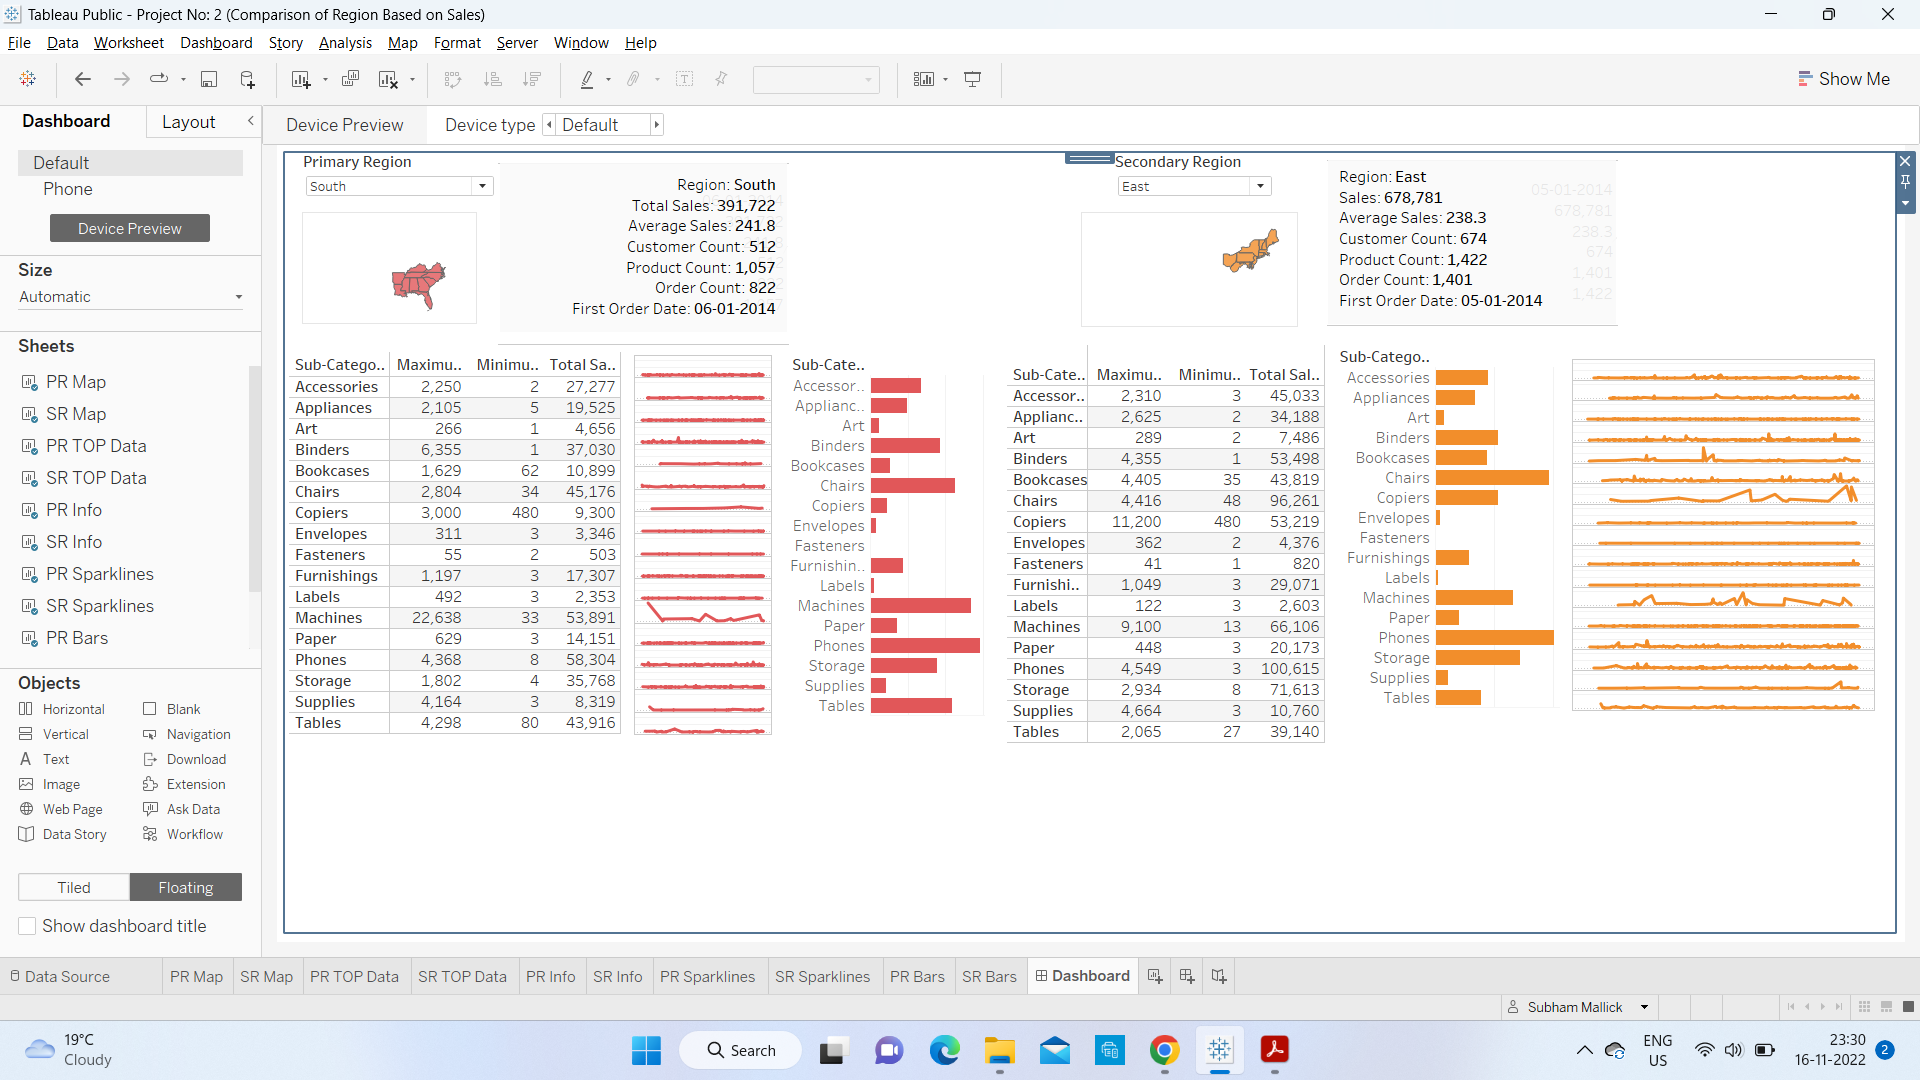 Tableau Public - Project No: 2 (Comparison of Region Based on Sales)
File Data Worksheet Dashboard Story Analysis Map Format Server Window Help
Show Me
Dashboard Layout
Device Preview Device type Default
Default
Phone
Device Preview
Size
Automatic
Sheets
PR Map
SR Map
PR TOP Data
SR TOP Data
PR Info
SR Info
PR Sparklines
SR Sparklines
PR Bars
Objects
Horizontal Blank
Vertical Navigation
Text Download
Image Extension
Web Page Ask Data
Data Story Workflow
Tiled Floating
Show dashboard title
Primary Region
South
Region: South
Total Sales: 391,722
Average Sales: 241.8
Customer Count: 512
Product Count: 1,057
Order Count: 822
First Order Date: 06-01-2014
Secondary Region
East
Region: East
Sales: 678,781
Average Sales: 238.3
Customer Count: 674
Product Count: 1,422
Order Count: 1,401
First Order Date: 05-01-2014
05-01-2014
678,781
238.3
674
1,401
1,422
Sub-Catego.. Maximu.. Minimu.. Total Sa..
Accessories 2,250 2 27,277
Appliances 2,105 5 19,525
Art 266 1 4,656
Binders 6,355 1 37,030
Bookcases 1,629 62 10,899
Chairs 2,804 34 45,176
Copiers 3,000 480 9,300
Envelopes 311 3 3,346
Fasteners 55 2 503
Furnishings 1,197 3 17,307
Labels 492 3 2,353
Machines 22,638 33 53,891
Paper 629 3 14,151
Phones 4,368 8 58,304
Storage 1,802 4 35,768
Supplies 4,164 3 8,319
Tables 4,298 80 43,916
Sub-Cate..
Accessor..
Applianc..
Art
Binders
Bookcases
Chairs
Copiers
Envelopes
Fasteners
Furnishin..
Labels
Machines
Paper
Phones
Storage
Supplies
Tables
Sub-Cate.. Maximu.. Minimu.. Total Sal..
Accessor.. 2,310 3 45,033
Applianc.. 2,625 2 34,188
Art 289 2 7,486
Binders 4,355 1 53,498
Bookcases 4,405 35 43,819
Chairs 4,416 48 96,261
Copiers 11,200 480 53,219
Envelopes 362 2 4,376
Fasteners 41 1 820
Furnishi.. 1,049 3 29,071
Labels 122 3 2,603
Machines 9,100 13 66,106
Paper 448 3 20,173
Phones 4,549 3 100,615
Storage 2,934 8 71,613
Supplies 4,664 3 10,760
Tables 2,065 27 39,140
Sub-Catego..
Accessories
Appliances
Art
Binders
Bookcases
Chairs
Copiers
Envelopes
Fasteners
Furnishings
Labels
Machines
Paper
Phones
Storage
Supplies
Tables
Data Source PR Map SR Map PR TOP Data SR TOP Data PR Info SR Info PR Sparklines SR Sparklines PR Bars SR Bars Dashboard
Subham Mallick
19°C
Cloudy
Search
ENG
US
23:30
16-11-2022
2